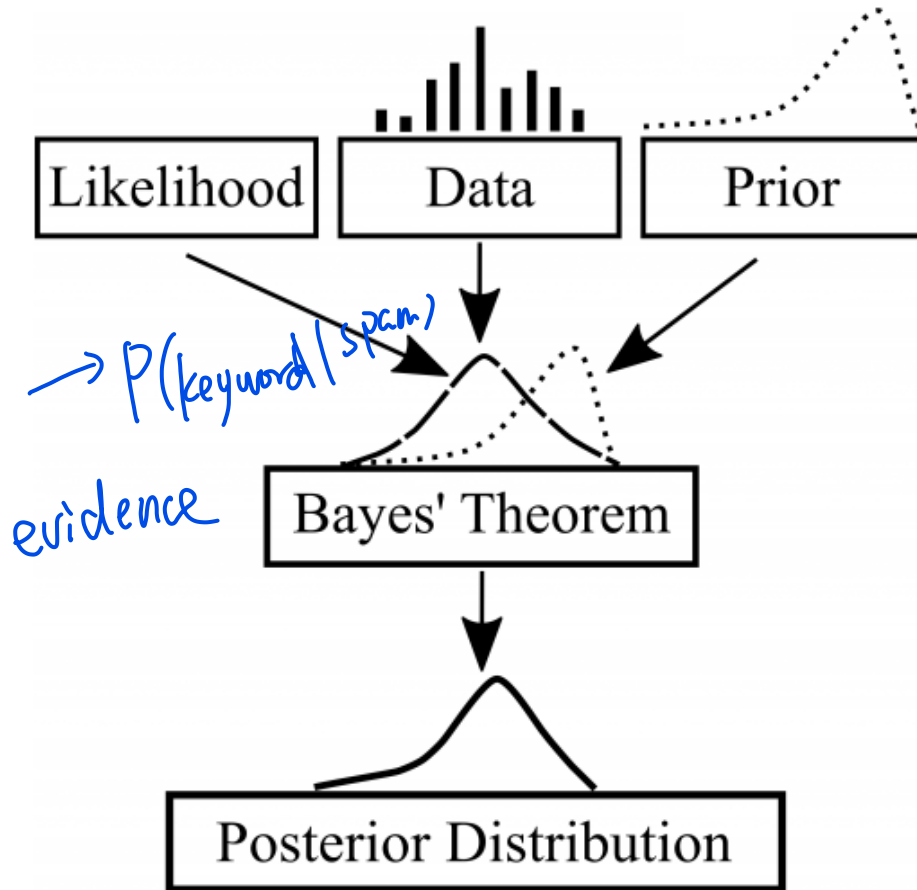 Likelihood
Data
Prior
→ P(keyword|spam)
evidence
Bayes' Theorem
Posterior Distribution